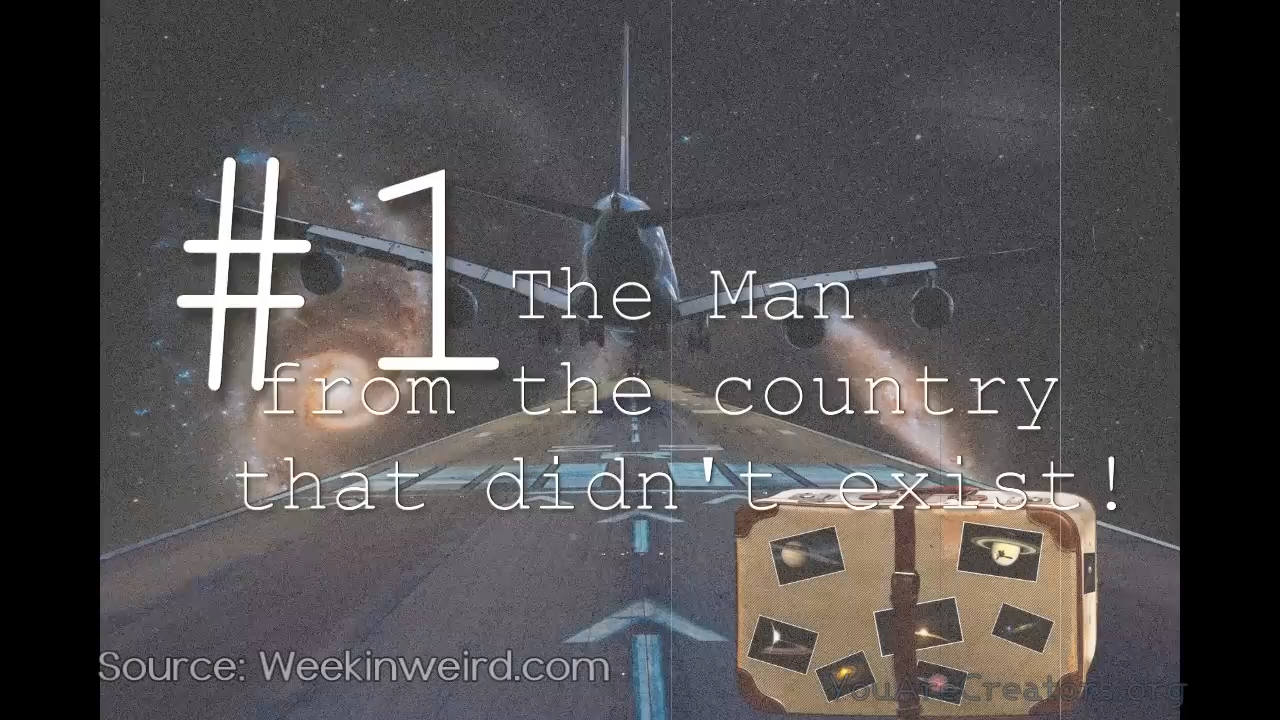 #1 The Man
from the country
that didn't exist!
Source: Weekinweird.com
YouAreCreators.org